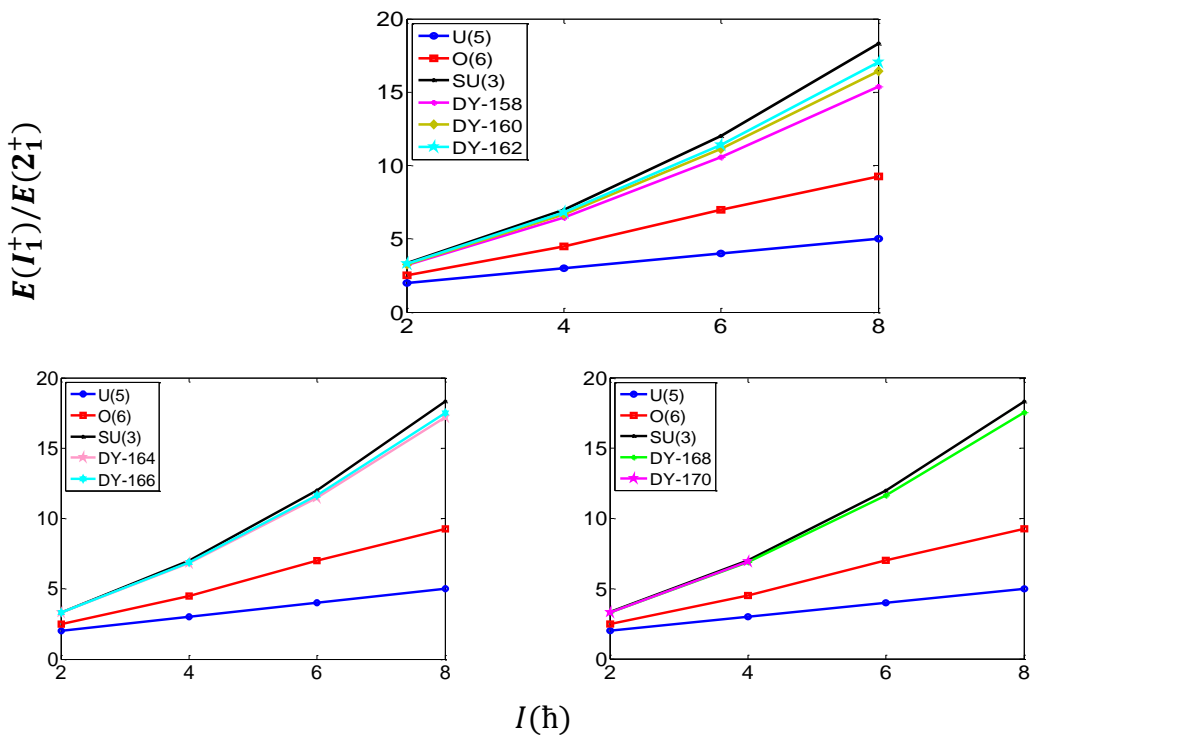 E(I₁⁺)/E(2₁⁺)
20
15
10
5
0
U(5)
O(6)
SU(3)
DY-158
DY-160
DY-162
2 4 6 8
20
15
10
5
0
U(5)
O(6)
SU(3)
DY-164
DY-166
2 4 6 8
20
15
10
5
0
U(5)
O(6)
SU(3)
DY-168
DY-170
2 4 6 8
I(ħ)